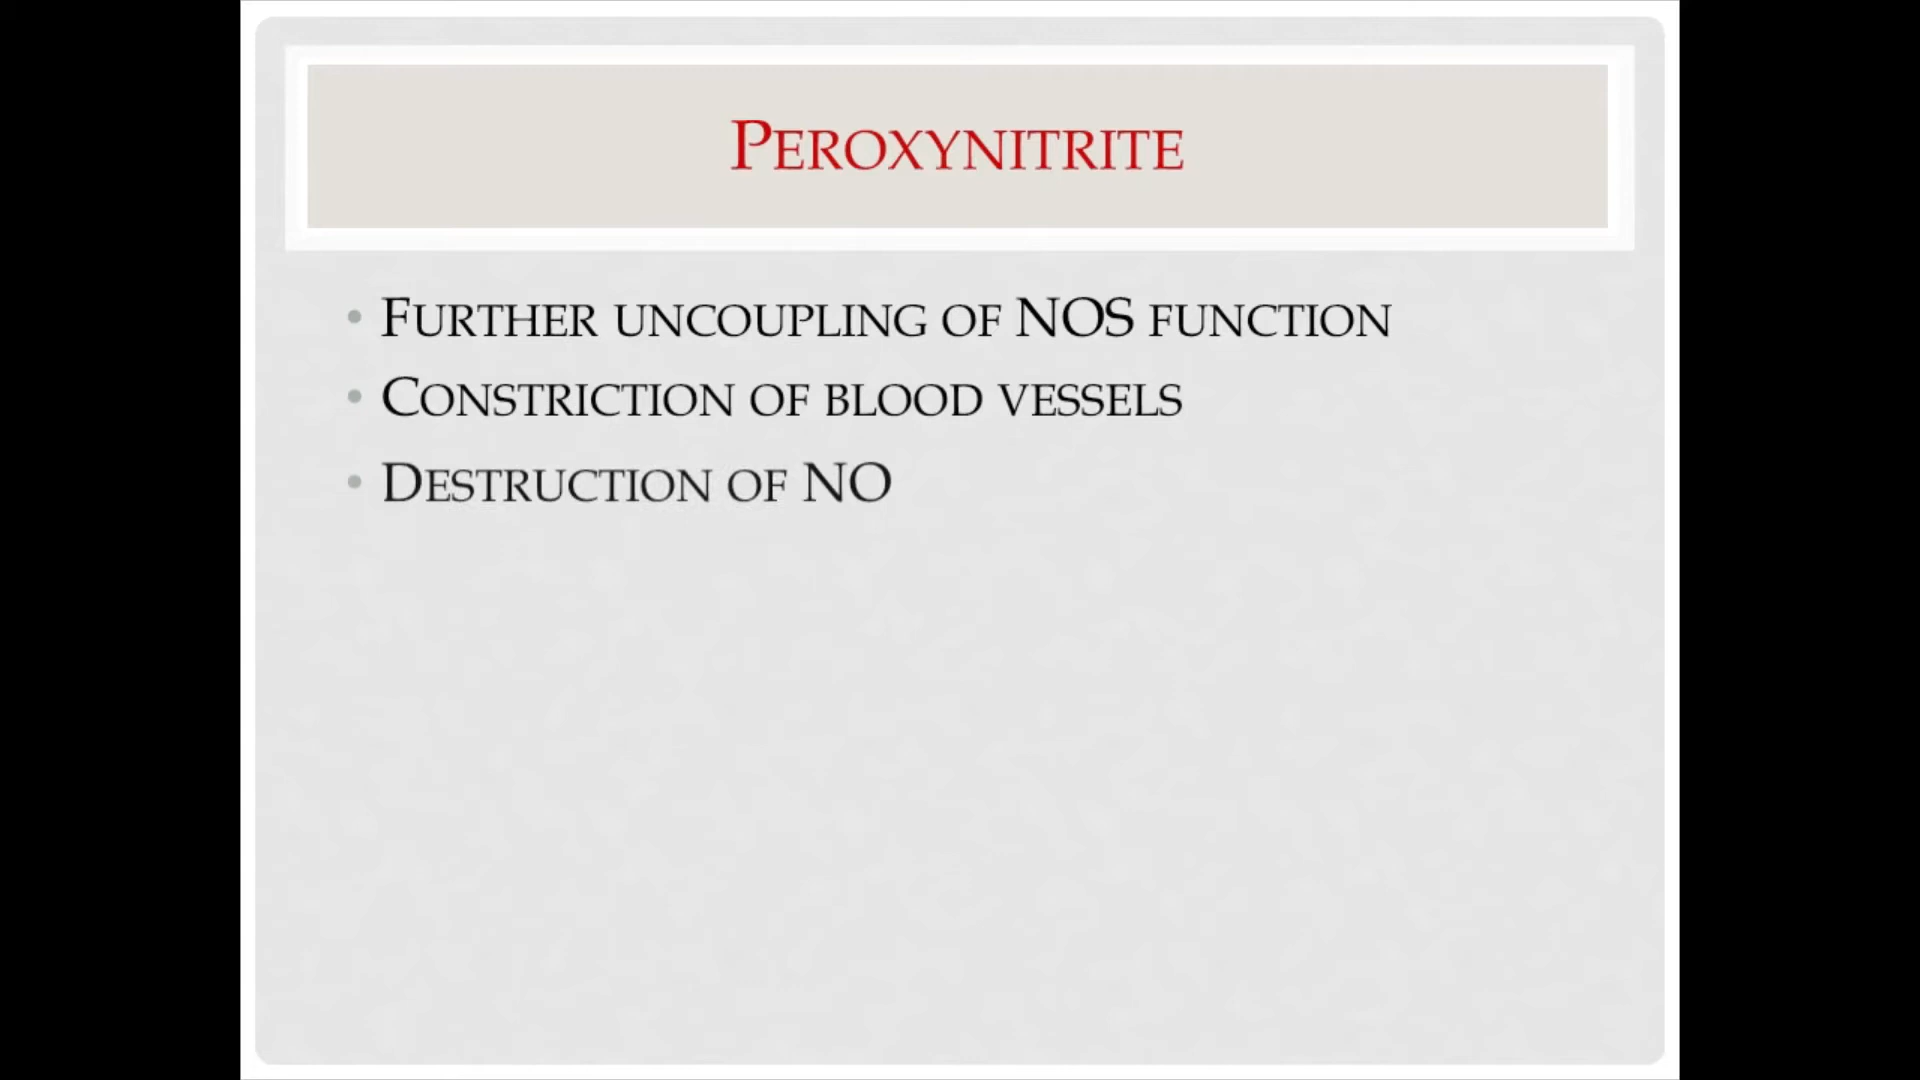 Peroxynitrite
• Further uncoupling of NOS function
• Constriction of blood vessels
• Destruction of NO